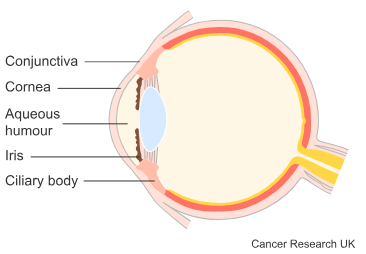 Conjunctiva
Cornea
Aqueous
humour
Iris
Ciliary body
Cancer Research UK